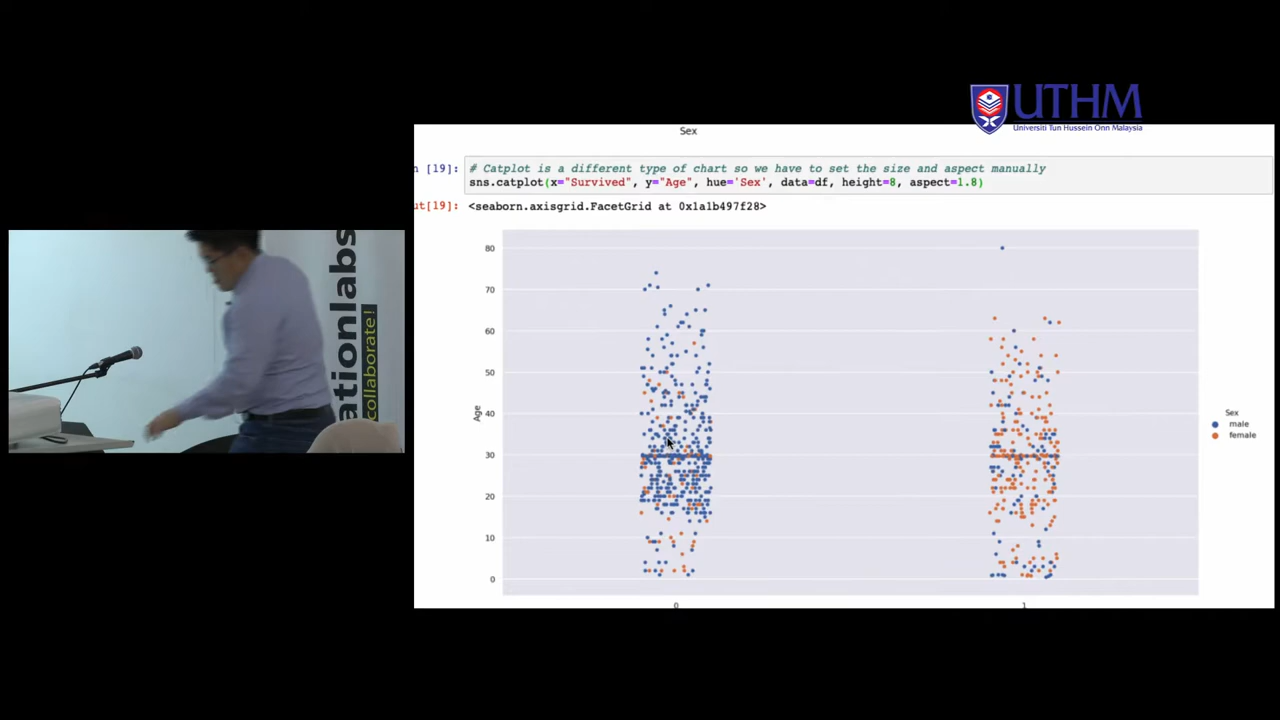 UTHM
Universiti Tun Hussein Onn Malaysia
Sex
n [19]:
# Catplot is a different type of chart so we have to set the size and aspect manually
sns.catplot(x="Survived", y="Age", hue='Sex', data=df, height=8, aspect=1.8)
ut[19]:
<seaborn.axisgrid.FacetGrid at 0x1a1b497f28>
80
70
60
50
40
30
20
10
0
Age
0
1
Sex
male
female
ationlabs
collaborate!